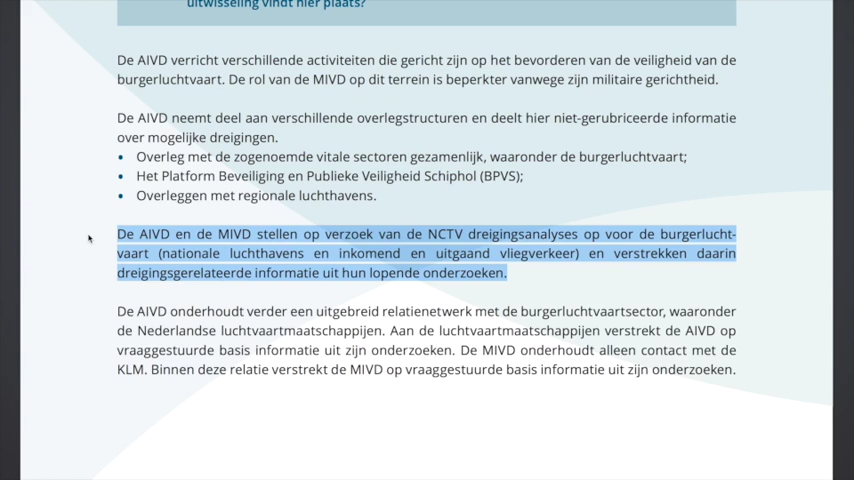 uitwisseling vindt hier plaats?
De AIVD verricht verschillende activiteiten die gericht zijn op het bevorderen van de veiligheid van de
burgerluchtvaart. De rol van de MIVD op dit terrein is beperkter vanwege zijn militaire gerichtheid.
De AIVD neemt deel aan verschillende overlegstructuren en deelt hier niet-gerubriceerde informatie
over mogelijke dreigingen.
• Overleg met de zogenoemde vitale sectoren gezamenlijk, waaronder de burgerluchtvaart;
• Het Platform Beveiliging en Publieke Veiligheid Schiphol (BPVS);
• Overleggen met regionale luchthavens.
De AIVD en de MIVD stellen op verzoek van de NCTV dreigingsanalyses op voor de burgerlucht-
vaart (nationale luchthavens en inkomend en uitgaand vliegverkeer) en verstrekken daarin
dreigingsgerelateerde informatie uit hun lopende onderzoeken.
De AIVD onderhoudt verder een uitgebreid relatienetwerk met de burgerluchtvaartsector, waaronder
de Nederlandse luchtvaartmaatschappijen. Aan de luchtvaartmaatschappijen verstrekt de AIVD op
vraaggestuurde basis informatie uit zijn onderzoeken. De MIVD onderhoudt alleen contact met de
KLM. Binnen deze relatie verstrekt de MIVD op vraaggestuurde basis informatie uit zijn onderzoeken.